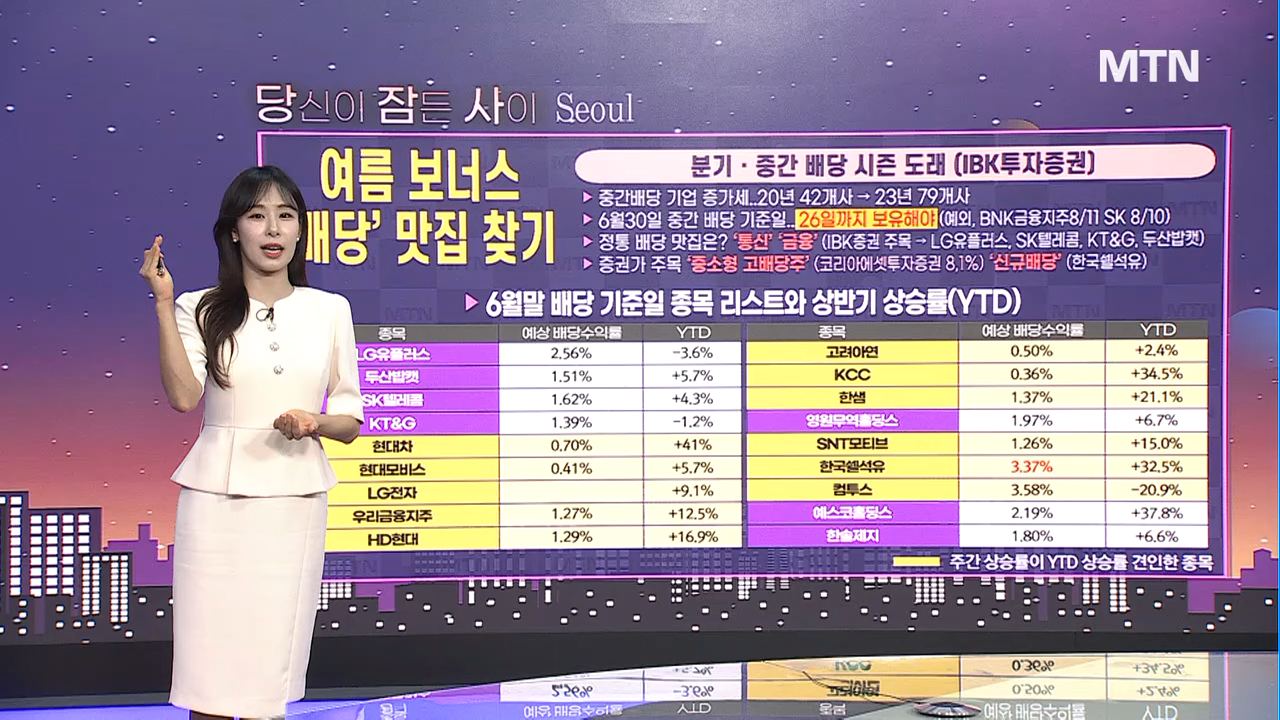 MTN
당신이 잠든 사이 Seoul
여름 보너스
배당' 맛집 찾기
분기·중간 배당 시즌 도래 (IBK투자증권)
▶ 중간배당 기업 증가세..20년 42개사 → 23년 79개사
▶ 6월30일 중간 배당 기준일..26일까지 보유해야(예외, BNK금융지주8/11 SK 8/10)
▶ 정통 배당 맛집은? '통신' '금융' (IBK증권 주목 → LG유플러스, SK텔레콤, KT&G, 두산밥캣)
▶ 증권가 주목 '중소형 고배당주' (코리아에셋투자증권 8.1%) '신규배당' (한국쉘석유)
▶ 6월말 배당 기준일 종목 리스트와 상반기 상승률(YTD)
종목 예상 배당수익률 YTD 종목 예상 배당수익률 YTD
LG유플러스 2.56% -3.6% 고려아연 0.50% +2.4%
두산밥캣 1.51% +5.7% KCC 0.36% +34.5%
SK텔레콤 1.62% +4.3% 한샘 1.37% +21.1%
KT&G 1.39% -1.2% 영원무역홀딩스 1.97% +6.7%
현대차 0.70% +41% SNT모티브 1.26% +15.0%
현대모비스 0.41% +5.7% 한국쉘석유 3.37% +32.5%
LG전자 +9.1% 컴투스 3.58% -20.9%
우리금융지주 1.27% +12.5% 예스코홀딩스 2.19% +37.8%
HD현대 1.29% +16.9% 한솔제지 1.80% +6.6%
주간 상승률이 YTD 상승률 견인한 종목